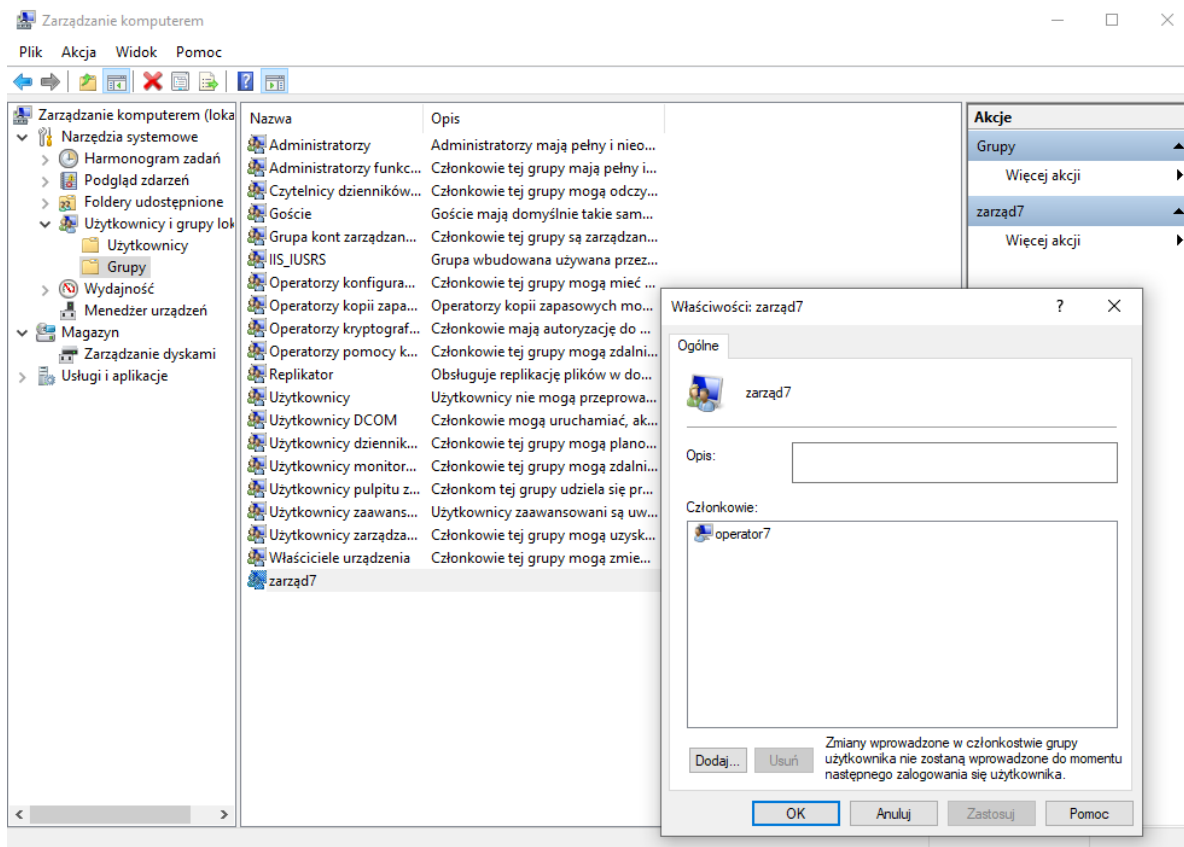 Zarządzanie komputerem
Plik Akcja Widok Pomoc
Zarządzanie komputerem (loka
Narzędzia systemowe
Harmonogram zadań
Podgląd zdarzeń
Foldery udostępnione
Użytkownicy i grupy lok
Użytkownicy
Grupy
Wydajność
Menedżer urządzeń
Magazyn
Zarządzanie dyskami
Usługi i aplikacje
Nazwa Opis
Administratorzy Administratorzy mają pełny i nieo...
Administratorzy funkc... Członkowie tej grupy mają pełny i...
Czytelnicy dzienników... Członkowie tej grupy mogą odczy...
Goście Goście mają domyślnie takie sam...
Grupa kont zarządzan... Członkowie tej grupy są zarządzan...
IIS_IUSRS Grupa wbudowana używana przez...
Operatorzy konfigura... Członkowie tej grupy mogą mieć ...
Operatorzy kopii zapa... Operatorzy kopii zapasowych mo...
Operatorzy kryptograf... Członkowie mają autoryzację do ...
Operatorzy pomocy k... Członkowie tej grupy mogą zdalni...
Replikator Obsługuje replikację plików w do...
Użytkownicy Użytkownicy nie mogą przeprowa...
Użytkownicy DCOM Członkowie mogą uruchamiać, ak...
Użytkownicy dziennik... Członkowie tej grupy mogą plano...
Użytkownicy monitor... Członkowie tej grupy mogą zdalni...
Użytkownicy pulpitu z... Członkom tej grupy udziela się pr...
Użytkownicy zaawans... Użytkownicy zaawansowani są uw...
Użytkownicy zarządza... Członkowie tej grupy mogą uzysk...
Właściciele urządzenia Członkowie tej grupy mogą zmie...
zarząd7
Akcje
Grupy
Więcej akcji
zarząd7
Więcej akcji
Właściwości: zarząd7
Ogólne
zarząd7
Opis:
Członkowie:
operator7
Dodaj... Usuń
Zmiany wprowadzone w członkostwie grupy
użytkownika nie zostaną wprowadzone do momentu
następnego zalogowania się użytkownika.
OK Anuluj Zastosuj Pomoc